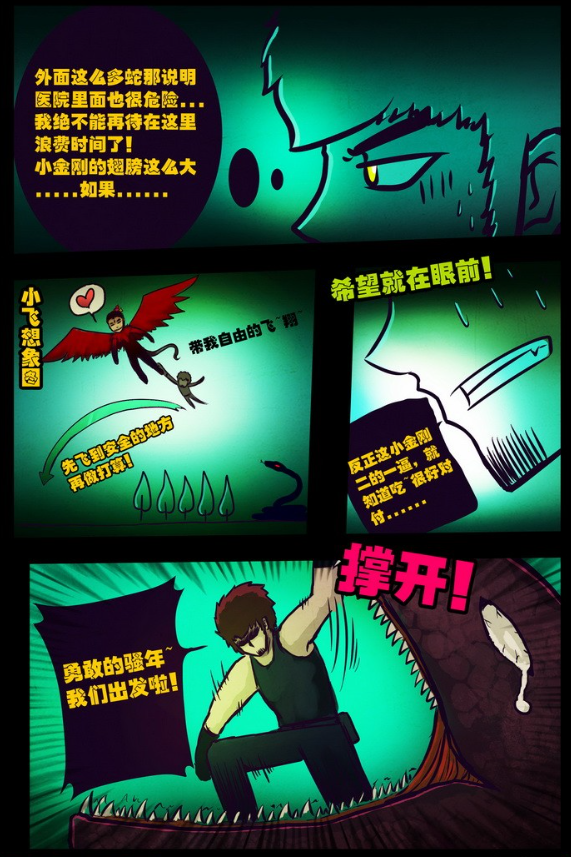 外面这么多蛇那说明
医院里面也很危险...
我绝不能再待在这里
浪费时间了!
小金刚的翅膀这么大
.....如果......
小飞想象图
带我自由的飞~翔~
先飞到安全的地方
再做打算!
希望就在眼前!
反正这小金刚
二的一逼，就
知道吃~很好对
付......
撑开!
勇敢的骚年~
我们出发啦!